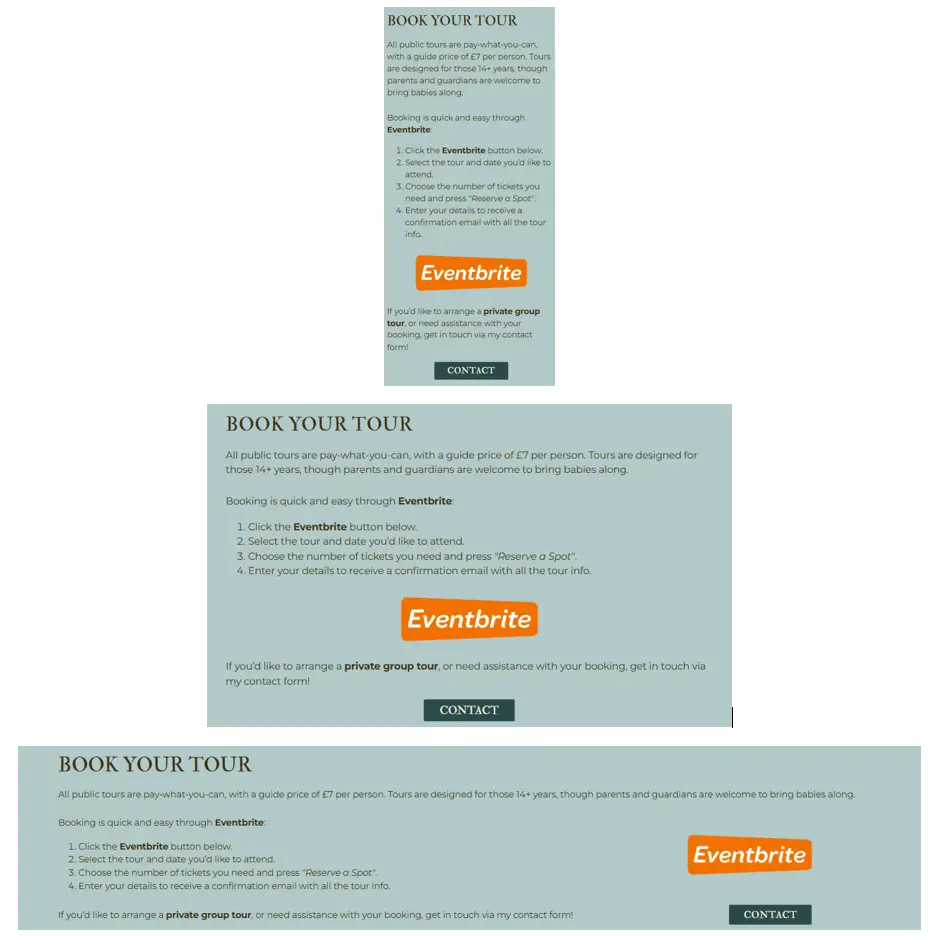 BOOK YOUR TOUR
All public tours are pay-what-you-can,
with a guide price of £7 per person. Tours
are designed for those 14+ years, though
parents and guardians are welcome to
bring babies along.
Booking is quick and easy through
Eventbrite:
1. Click the Eventbrite button below.
2. Select the tour and date you'd like to
attend.
3. Choose the number of tickets you
need and press "Reserve a Spot".
4. Enter your details to receive a
confirmation email with all the tour
info.
Eventbrite
If you'd like to arrange a private group
tour, or need assistance with your
booking, get in touch via my contact
form!
CONTACT
BOOK YOUR TOUR
All public tours are pay-what-you-can, with a guide price of £7 per person. Tours are designed for
those 14+ years, though parents and guardians are welcome to bring babies along.
Booking is quick and easy through Eventbrite:
1. Click the Eventbrite button below.
2. Select the tour and date you'd like to attend.
3. Choose the number of tickets you need and press "Reserve a Spot".
4. Enter your details to receive a confirmation email with all the tour info.
Eventbrite
If you'd like to arrange a private group tour, or need assistance with your booking, get in touch via
my contact form!
CONTACT
BOOK YOUR TOUR
All public tours are pay-what-you-can, with a guide price of £7 per person. Tours are designed for those 14+ years, though parents and guardians are welcome to bring babies along.
Booking is quick and easy through Eventbrite:
1. Click the Eventbrite button below.
2. Select the tour and date you'd like to attend.
3. Choose the number of tickets you need and press "Reserve a Spot".
4. Enter your details to receive a confirmation email with all the tour info.
Eventbrite
If you'd like to arrange a private group tour, or need assistance with your booking, get in touch via my contact form!
CONTACT